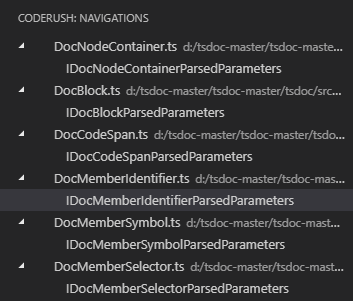 CODERUSH: NAVIGATIONS
DocNodeContainer.ts d:/tsdoc-master/tsdoc-maste...
IDocNodeContainerParsedParameters
DocBlock.ts d:/tsdoc-master/tsdoc-master/tsdoc/src...
IDocBlockParsedParameters
DocCodeSpan.ts d:/tsdoc-master/tsdoc-master/tsdo...
IDocCodeSpanParsedParameters
DocMemberIdentifier.ts d:/tsdoc-master/tsdoc-mas...
IDocMemberIdentifierParsedParameters
DocMemberSymbol.ts d:/tsdoc-master/tsdoc-mast...
IDocMemberSymbolParsedParameters
DocMemberSelector.ts d:/tsdoc-master/tsdoc-mast...
IDocMemberSelectorParsedParameters